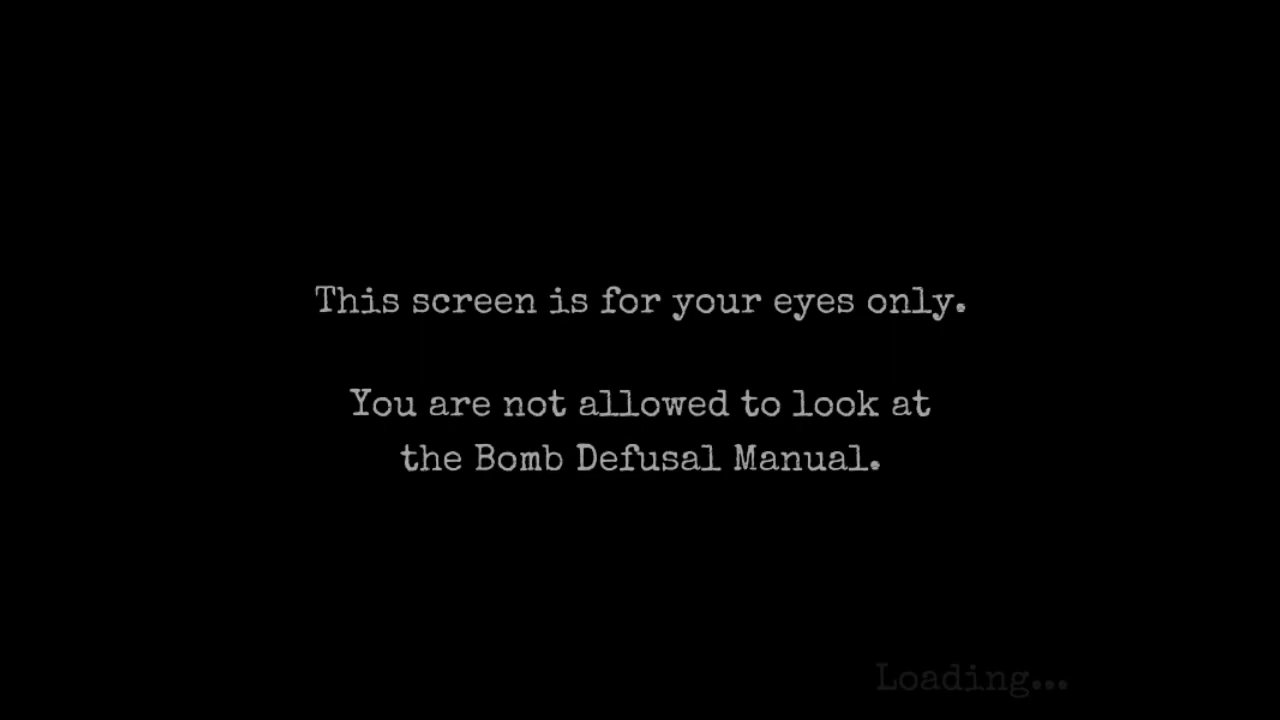 This screen is for your eyes only.
You are not allowed to look at
the Bomb Defusal Manual.
Loading...